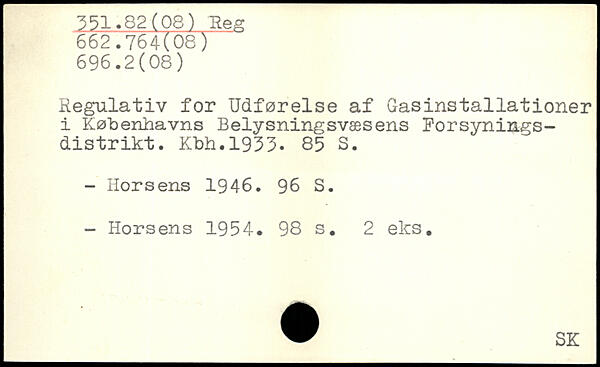 351.82(08) Reg
662.764(08)
696.2(08)
Regulativ for Udførelse af Gasinstallationer
i Københavns Belysningsvæsens Forsynings-
distrikt. Kbh.1933. 85 S.
- Horsens 1946. 96 S.
- Horsens 1954. 98 s. 2 eks.
SK